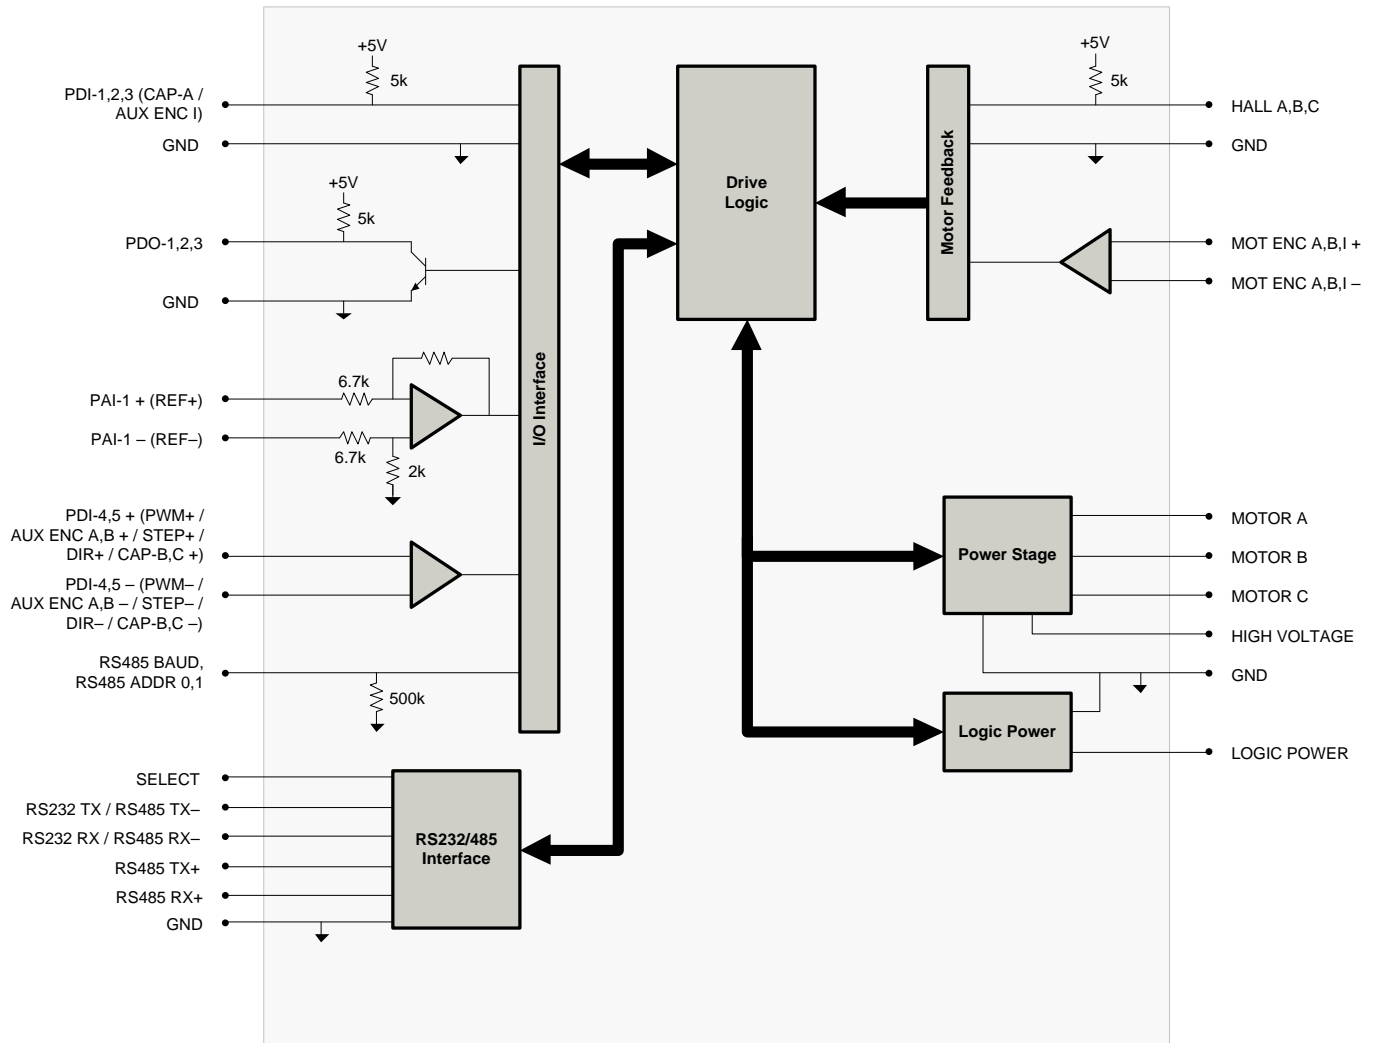 +5V
5k
PDI-1,2,3 (CAP-A /
AUX ENC I)
GND
+5V
5k
PDO-1,2,3
GND
6.7k
PAI-1 + (REF+)
PAI-1 – (REF–)
6.7k
2k
PDI-4,5 + (PWM+ /
AUX ENC A,B + / STEP+ /
DIR+ / CAP-B,C +)
PDI-4,5 – (PWM– /
AUX ENC A,B – / STEP– /
DIR– / CAP-B,C –)
RS485 BAUD,
RS485 ADDR 0,1
500k
SELECT
RS232 TX / RS485 TX–
RS232 RX / RS485 RX–
RS485 TX+
RS485 RX+
GND
RS232/485
Interface
I/O Interface
Drive
Logic
Motor Feedback
+5V
5k
HALL A,B,C
GND
MOT ENC A,B,I +
MOT ENC A,B,I –
Power Stage
MOTOR A
MOTOR B
MOTOR C
HIGH VOLTAGE
GND
Logic Power
LOGIC POWER